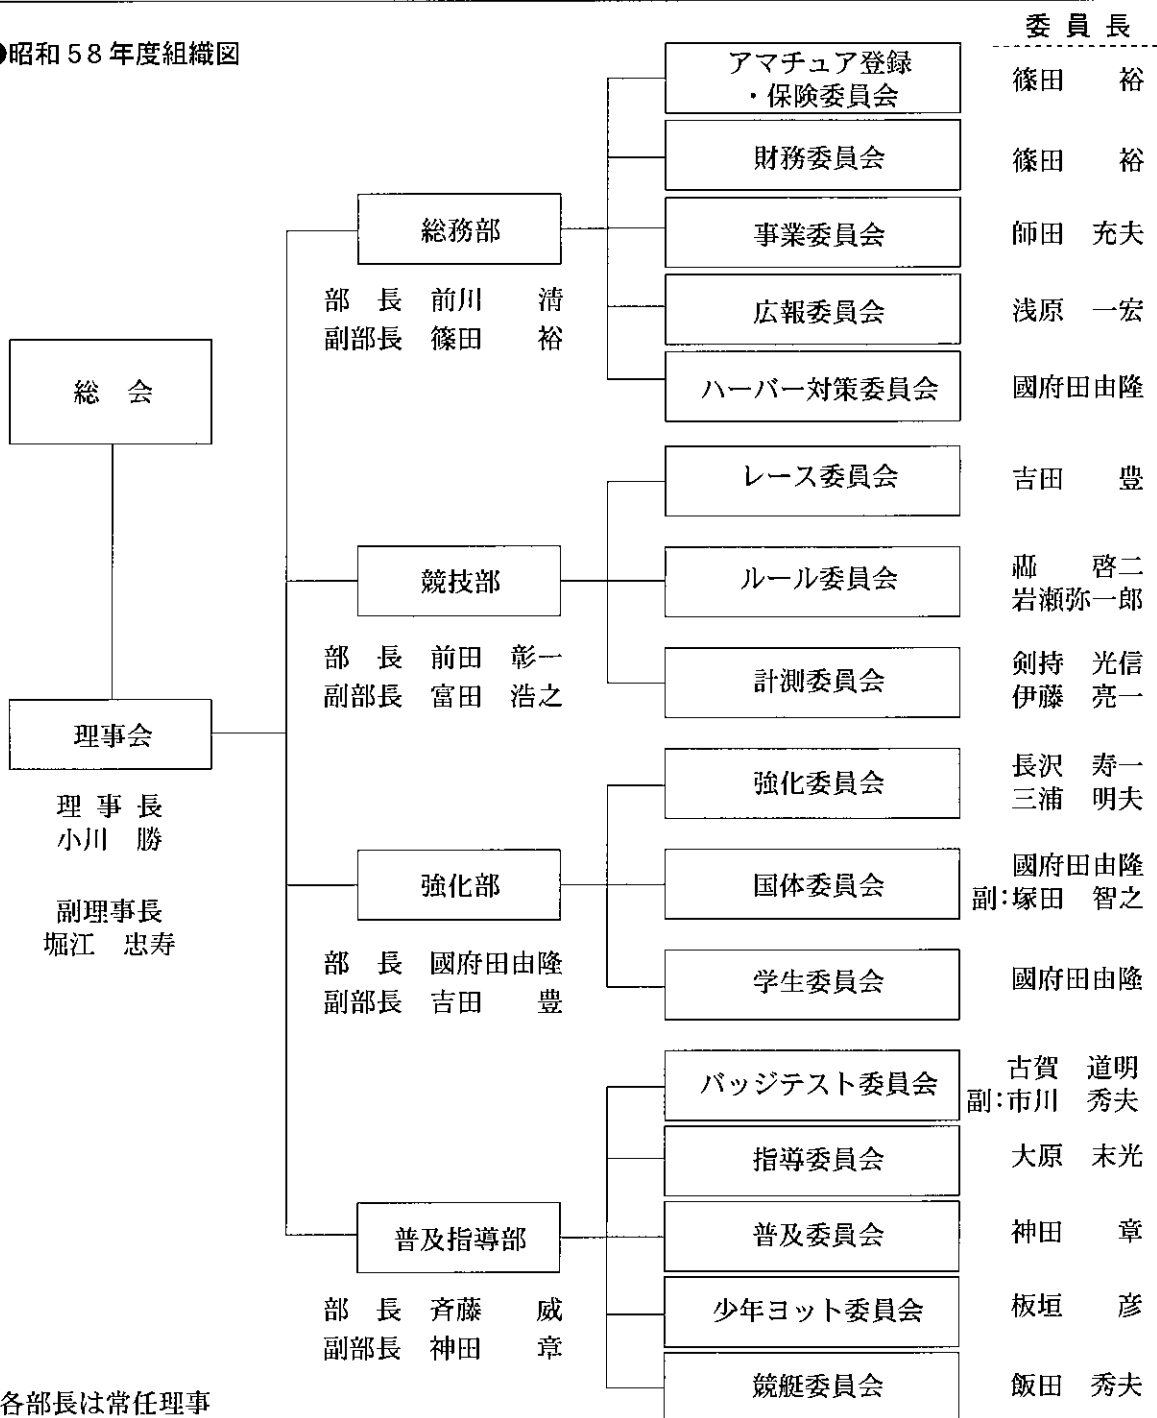 ●昭和58年度組織図
委員長
総会
理事会
理事長
小川 勝
副理事長
堀江 忠寿
総務部
部長 前川 清
副部長 篠田 裕
アマチュア登録
・保険委員会
篠田 裕
財務委員会
篠田 裕
事業委員会
師田 充夫
広報委員会
浅原 一宏
ハーバー対策委員会
國府田由隆
競技部
部長 前田 彰一
副部長 富田 浩之
レース委員会
吉田 豊
ルール委員会
啓二
岩瀬弥一郎
計測委員会
剣持 光信
伊藤 亮一
強化部
部長 國府田由隆
副部長 吉田 豊
強化委員会
長沢 寿一
三浦 明夫
国体委員会
國府田由隆
副:塚田 智之
学生委員会
國府田由隆
普及指導部
部長 斉藤 威
副部長 神田 章
バッジテスト委員会
古賀 道明
副:市川 秀夫
指導委員会
大原 末光
普及委員会
神田 章
少年ヨット委員会
板垣 彦
競艇委員会
飯田 秀夫
各部長は常任理事